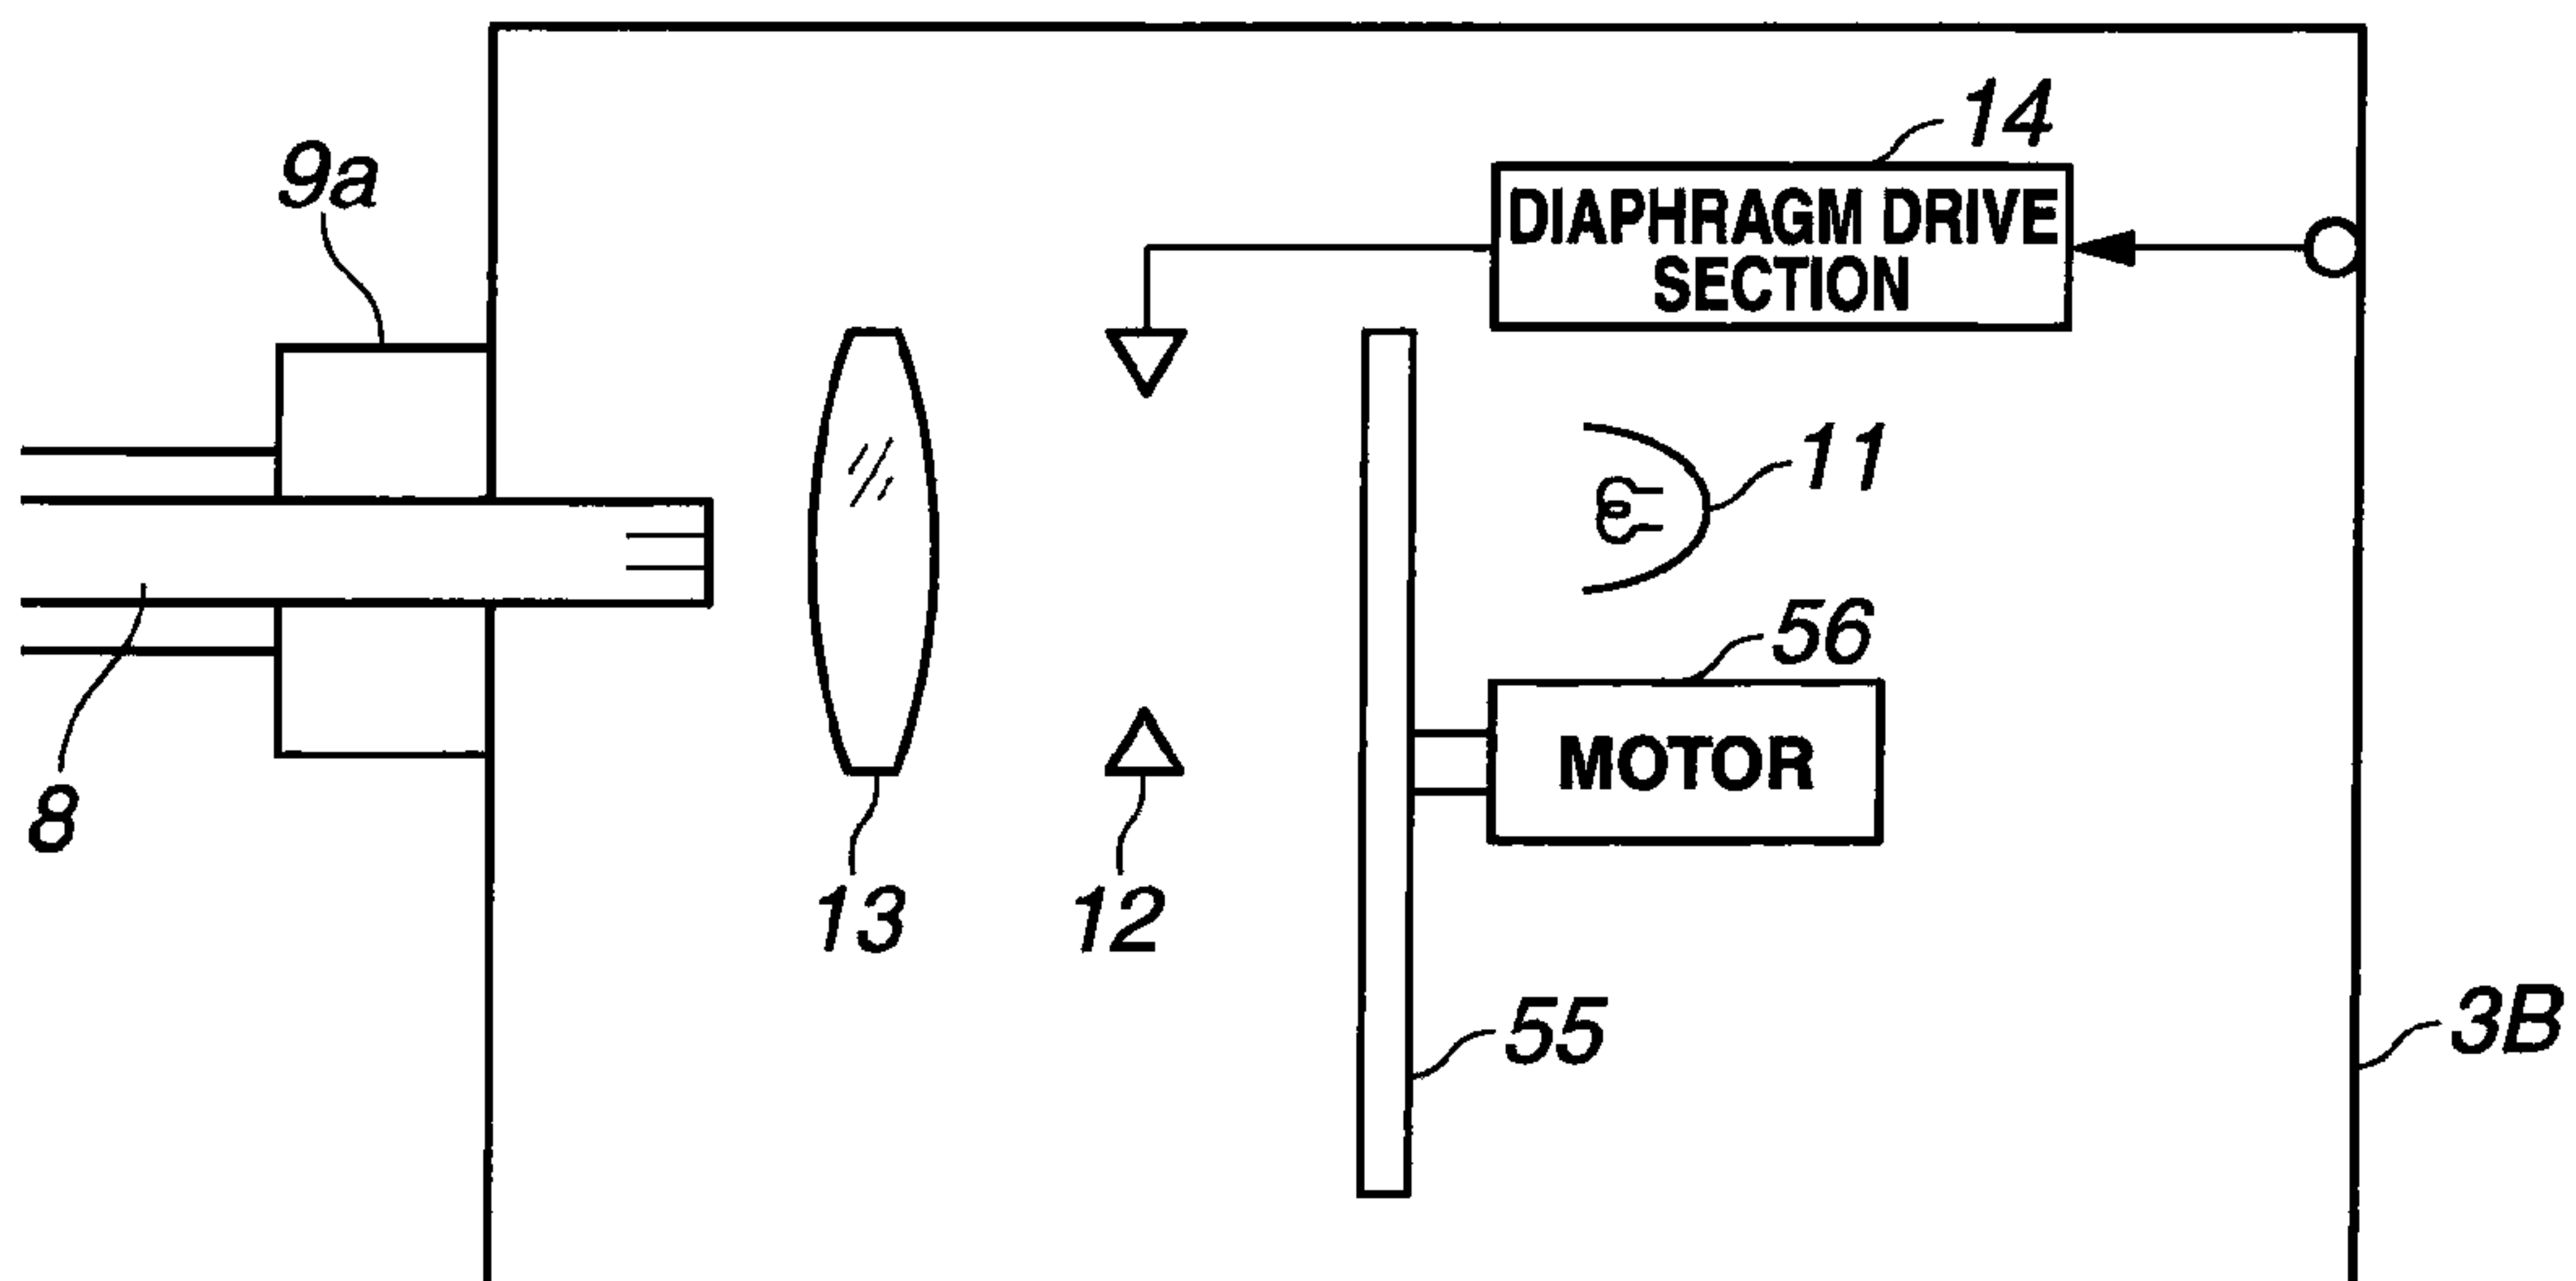 14
9a
DIAPHRAGM DRIVE
SECTION
11
56
MOTOR
8
13
12
55
3B